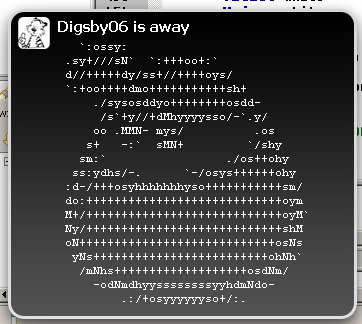 Digsby06 is away
`:ossy:
.sy+///sN`  `:+++oo+:`
d//+++++dy/ss+//++++oys/
`:+oo++++dmo+++++++++++sh+
./sysosddyo++++++++osdd-
/s`+y//+dMhyyyysso/-`.y/
oo .MMN- mys/          .os
s+   -:`  sMN+         `/shy
sm:`                 ./os++ohy
ss:ydhs/-.      `-/osys++++++ohy
:d-/+++osyhhhhhhhyso++++++++++sm/
do:+++++++++++++++++++++++++++oym
M+/+++++++++++++++++++++++++++oyM`
Ny/+++++++++++++++++++++++++++shM
oN+++++++++++++++++++++++++++osNs
yNs+++++++++++++++++++++++++ohNh`
/mNhs++++++++++++++++++++osdNm/
-odNmdhyyssssssssyyhdmNdo-
.:/+osyyyyyyso+/:.